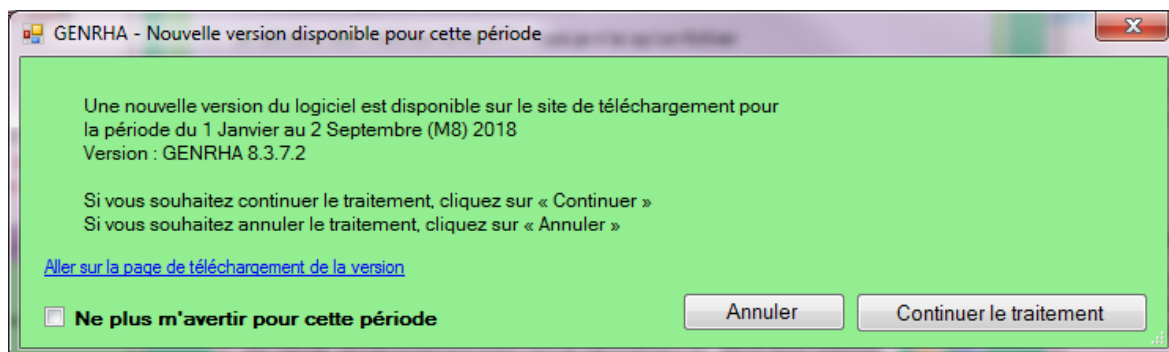 GENRHA - Nouvelle version disponible pour cette période
Une nouvelle version du logiciel est disponible sur le site de téléchargement pour
la période du 1 Janvier au 2 Septembre (M8) 2018
Version : GENRHA 8.3.7.2
Si vous souhaitez continuer le traitement, cliquez sur « Continuer »
Si vous souhaitez annuler le traitement, cliquez sur « Annuler »
Aller sur la page de téléchargement de la version
Ne plus m'avertir pour cette période
Annuler
Continuer le traitement